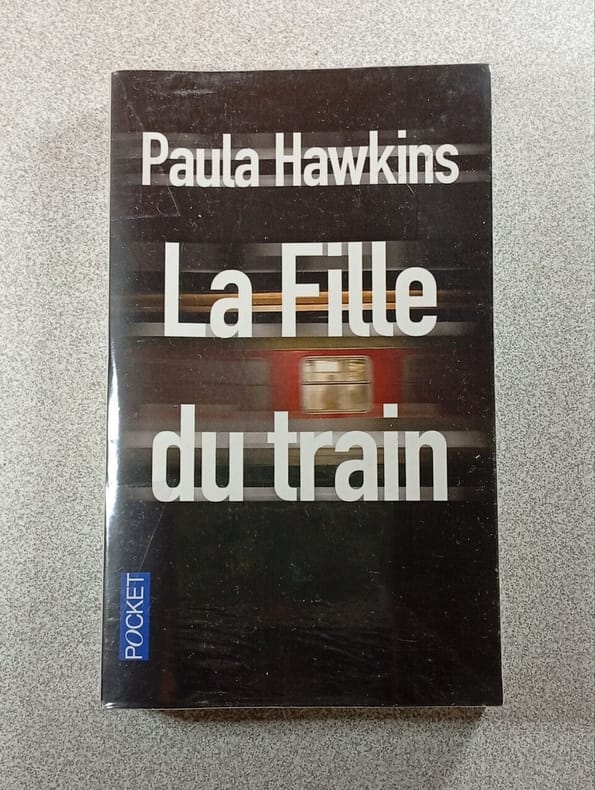 Paula Hawkins
La Fille
du train
POCKET